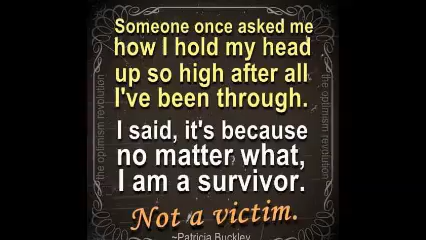 Someone once asked me
how I hold my head
up so high after all
I've been through.
I said, it's because
no matter what,
I am a survivor.
Not a victim.
~Patricia Buckley
the optimism revolution
the optimism revolution